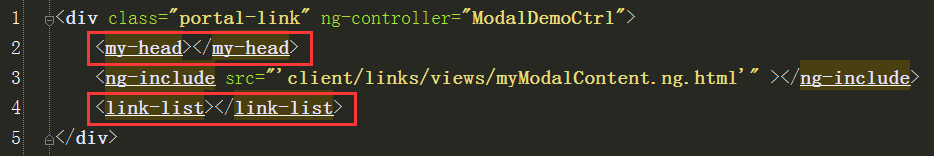 1 <div class="portal-link" ng-controller="ModalDemoCtrl">
2 <my-head></my-head>
3 <ng-include src="'client/links/views/myModalContent.ng.html'" ></ng-include>
4 <link-list></link-list>
5 </div>